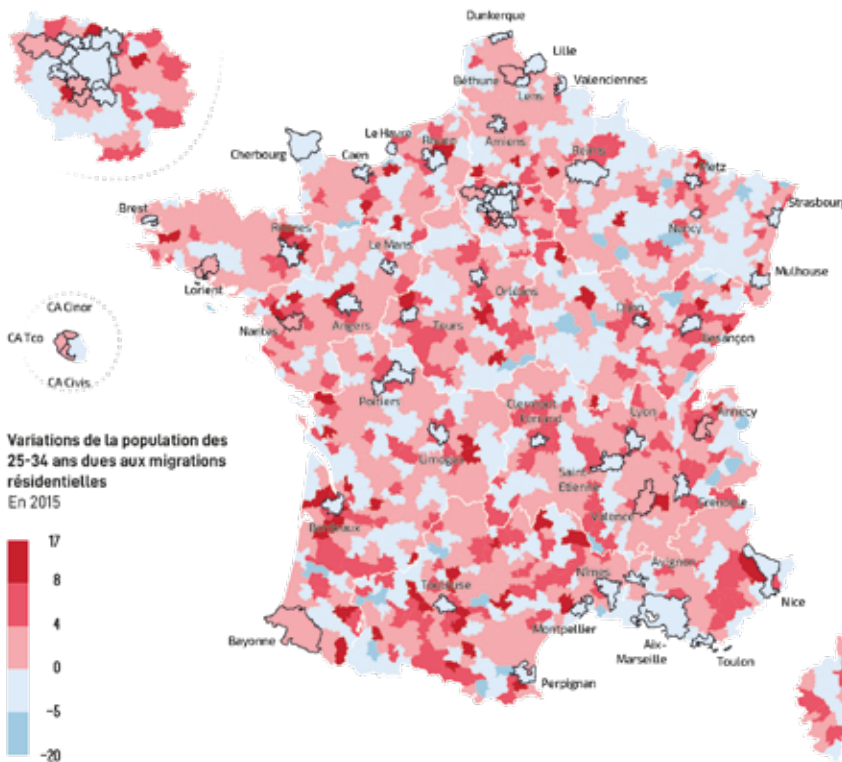 Dunkerque
Lille
Béthune
Valenciennes
Lens
Le Havre
Rouen
Amiens
Cherbourg
Caen
Reims
Metz
Strasbourg
Brest
Rennes
Le Mans
Nancy
Lorient
Orléans
Mulhouse
CA Cinor
CA Tco
Nantes
Angers
Tours
Dijon
Besançon
CA Civis
Poitiers
Clermont-
Ferrand
Lyon
Annecy
Variations de la population des
25-34 ans dues aux migrations
résidentielles
En 2015
Limoges
Saint-
Etienne
Valence
Grenoble
17
Bordeaux
8
Avignon
Nîmes
Toulouse
4
Nice
Bayonne
Montpellier
Aix-
Marseille
Toulon
0
Perpignan
-5
-20